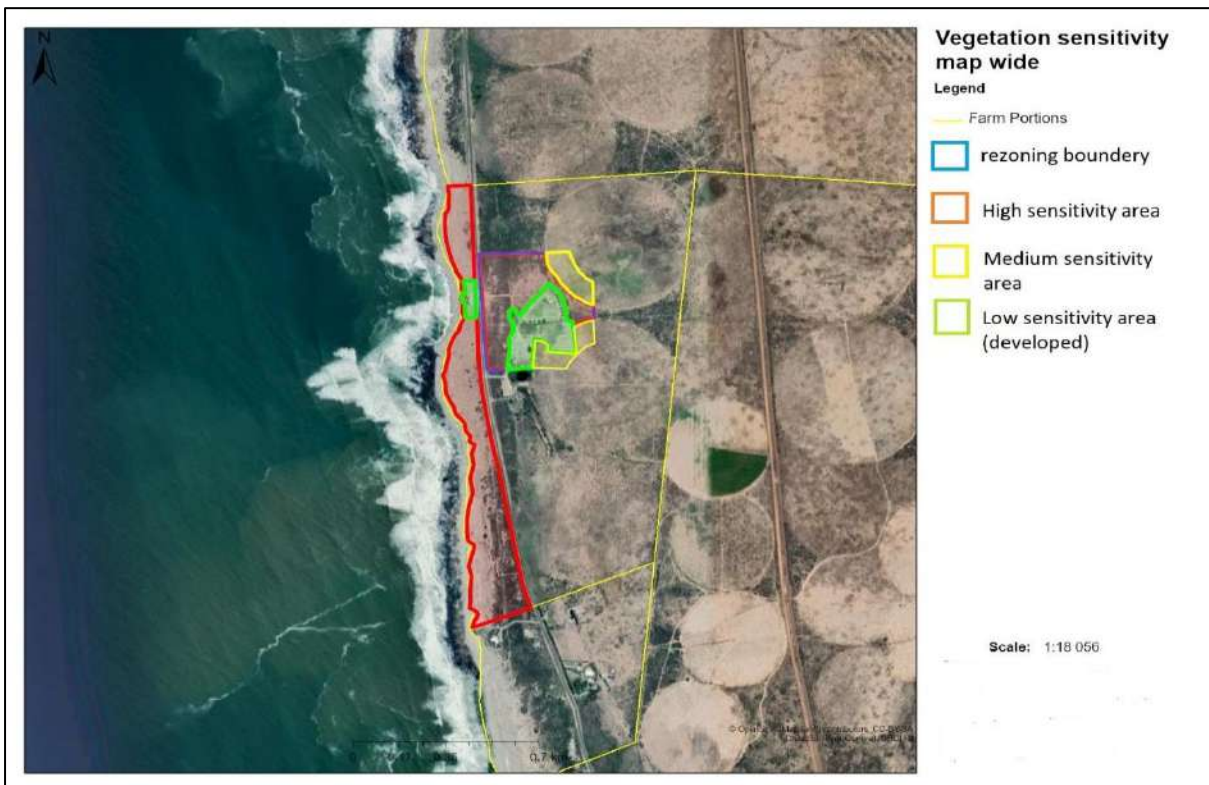 N
Vegetation sensitivity
map wide
Legend
Farm Portions
rezoning boundery
High sensitivity area
Medium sensitivity
area
Low sensitivity area
(developed)
Scale: 1:18 056
0.7 km